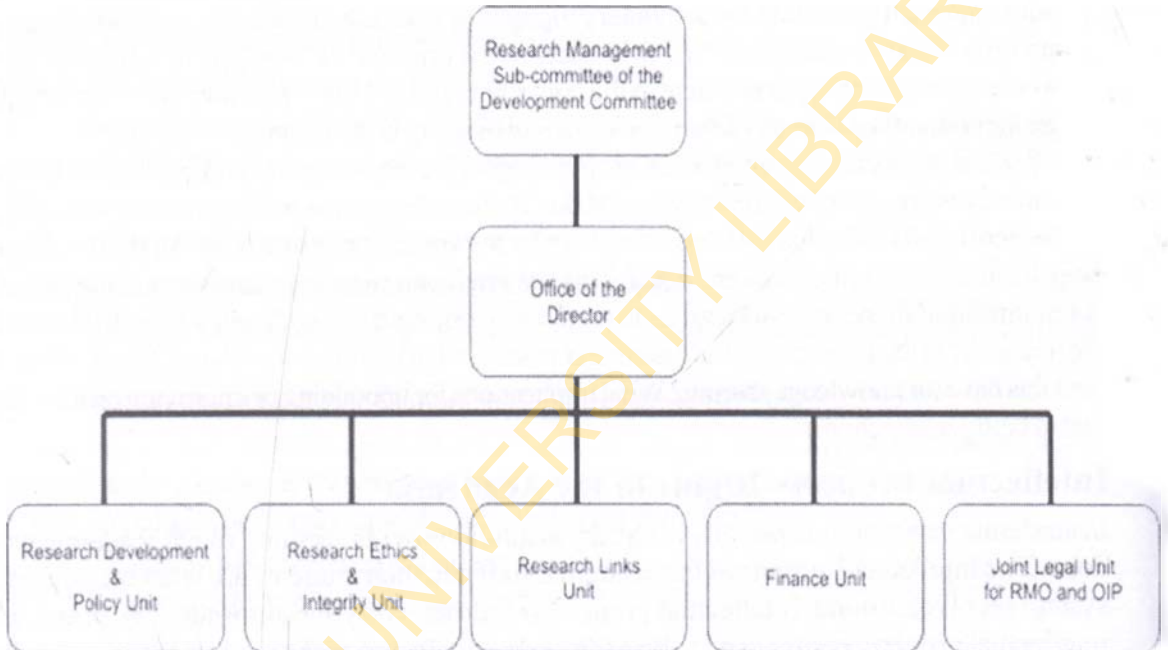 Research Management
Sub-committee of the
Development Committee
Office of the
Director
Research Development
&
Policy Unit
Research Ethics
&
Integrity Unit
Research Links
Unit
Finance Unit
Joint Legal Unit
for RMO and OIP
UNIVERSITY LIBRAR